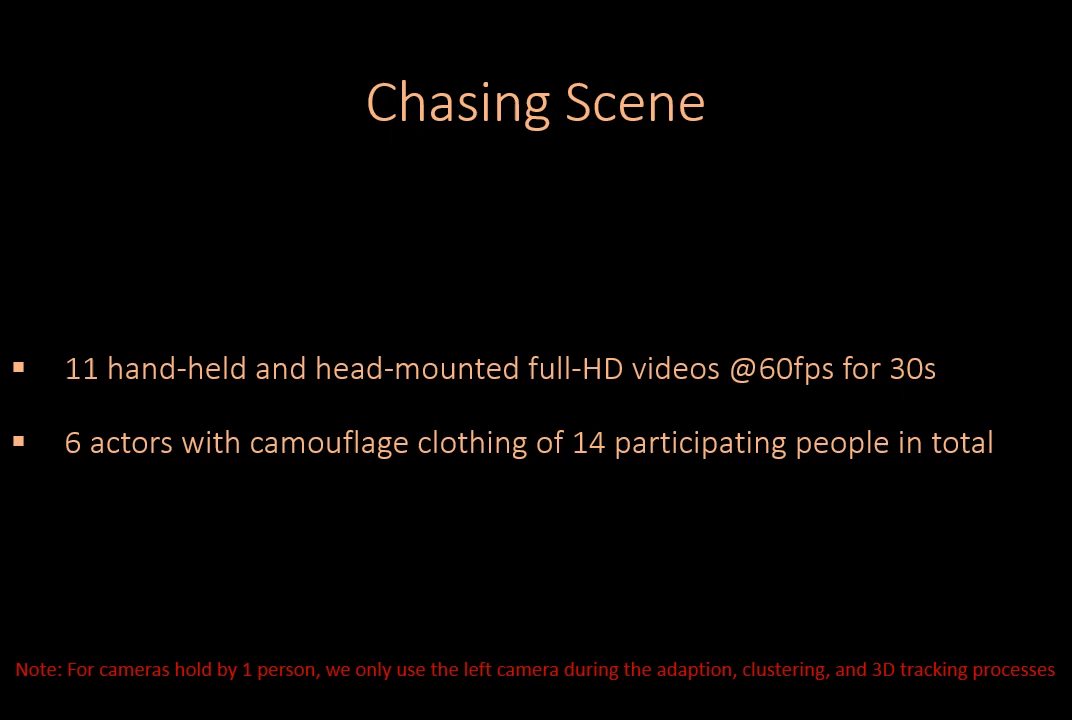 Chasing Scene
▪ 11 hand-held and head-mounted full-HD videos @60fps for 30s
▪ 6 actors with camouflage clothing of 14 participating people in total
Note: For cameras hold by 1 person, we only use the left camera during the adaption, clustering, and 3D tracking processes